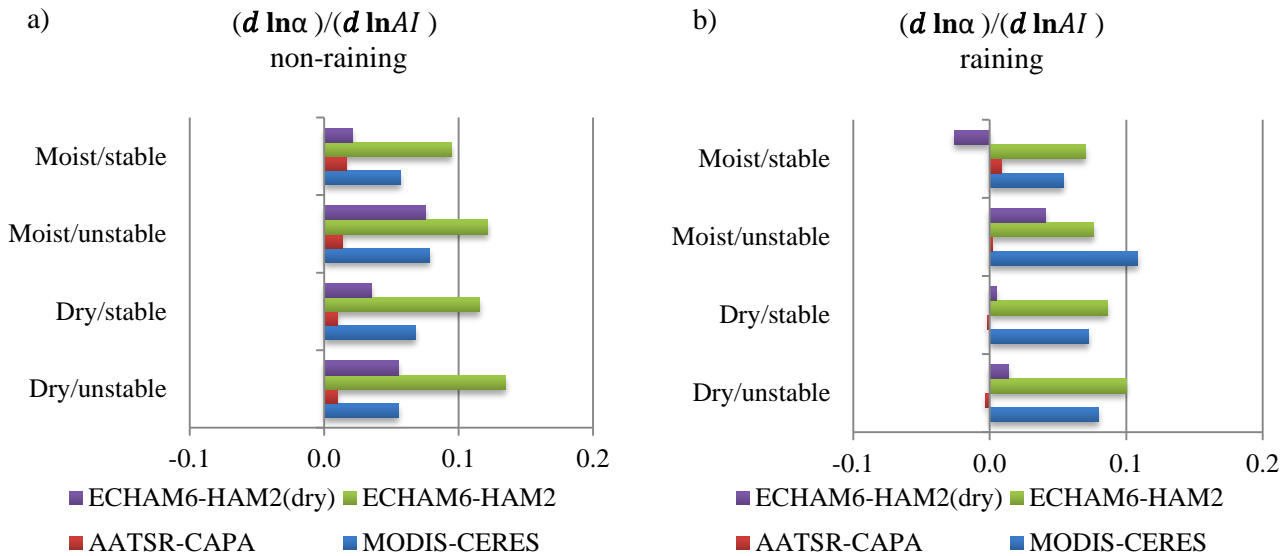 a)
(d lnα )/(d lnAI )
non-raining
Moist/stable
Moist/unstable
Dry/stable
Dry/unstable
-0.1 0.0 0.1 0.2
ECHAM6-HAM2(dry) ECHAM6-HAM2
AATSR-CAPA MODIS-CERES
b)
(d lnα )/(d lnAI )
raining
Moist/stable
Moist/unstable
Dry/stable
Dry/unstable
-0.1 0.0 0.1 0.2
ECHAM6-HAM2(dry) ECHAM6-HAM2
AATSR-CAPA MODIS-CERES